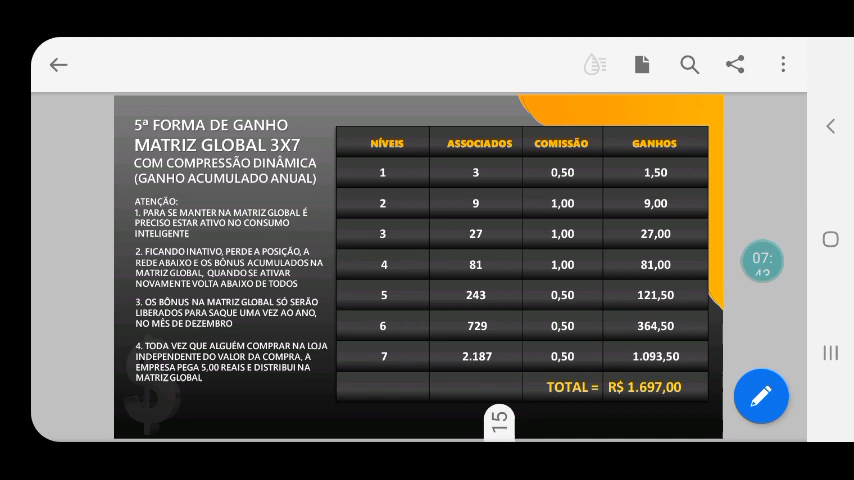 5ª FORMA DE GANHO
MATRIZ GLOBAL 3X7
COM COMPRESSÃO DINÂMICA
(GANHO ACUMULADO ANUAL)
ATENÇÃO:
1. PARA SE MANTER NA MATRIZ GLOBAL É
PRECISO ESTAR ATIVO NO CONSUMO
INTELIGENTE
2. FICANDO INATIVO, PERDE A POSIÇÃO, A
REDE ABAIXO E OS BÔNUS ACUMULADOS NA
MATRIZ GLOBAL, QUANDO SE ATIVAR
NOVAMENTE VOLTA ABAIXO DE TODOS
3. OS BÔNUS NA MATRIZ GLOBAL SÓ SERÃO
LIBERADOS PARA SAQUE UMA VEZ AO ANO,
NO MÊS DE DEZEMBRO
4. TODA VEZ QUE ALGUÉM COMPRAR NA LOJA
INDEPENDENTE DO VALOR DA COMPRA, A
EMPRESA PEGA 5,00 REAIS E DISTRIBUI NA
MATRIZ GLOBAL
NÍVEIS ASSOCIADOS COMISSÃO GANHOS
1 3 0,50 1,50
2 9 1,00 9,00
3 27 1,00 27,00
4 81 1,00 81,00
5 243 0,50 121,50
6 729 0,50 364,50
7 2.187 0,50 1.093,50
TOTAL = R$ 1.697,00
07:
43
15